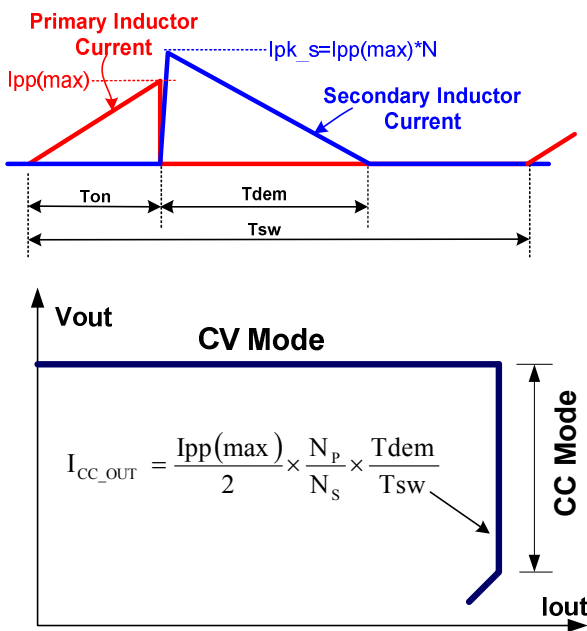 Primary Inductor
Current
Ipk_s=Ipp(max)*N
Ipp(max)
Secondary Inductor
Current
Ton
Tdem
Tsw
Vout
CV Mode
I_CC_OUT = Ipp(max)/2 × N_P/N_S × Tdem/Tsw
CC Mode
Iout